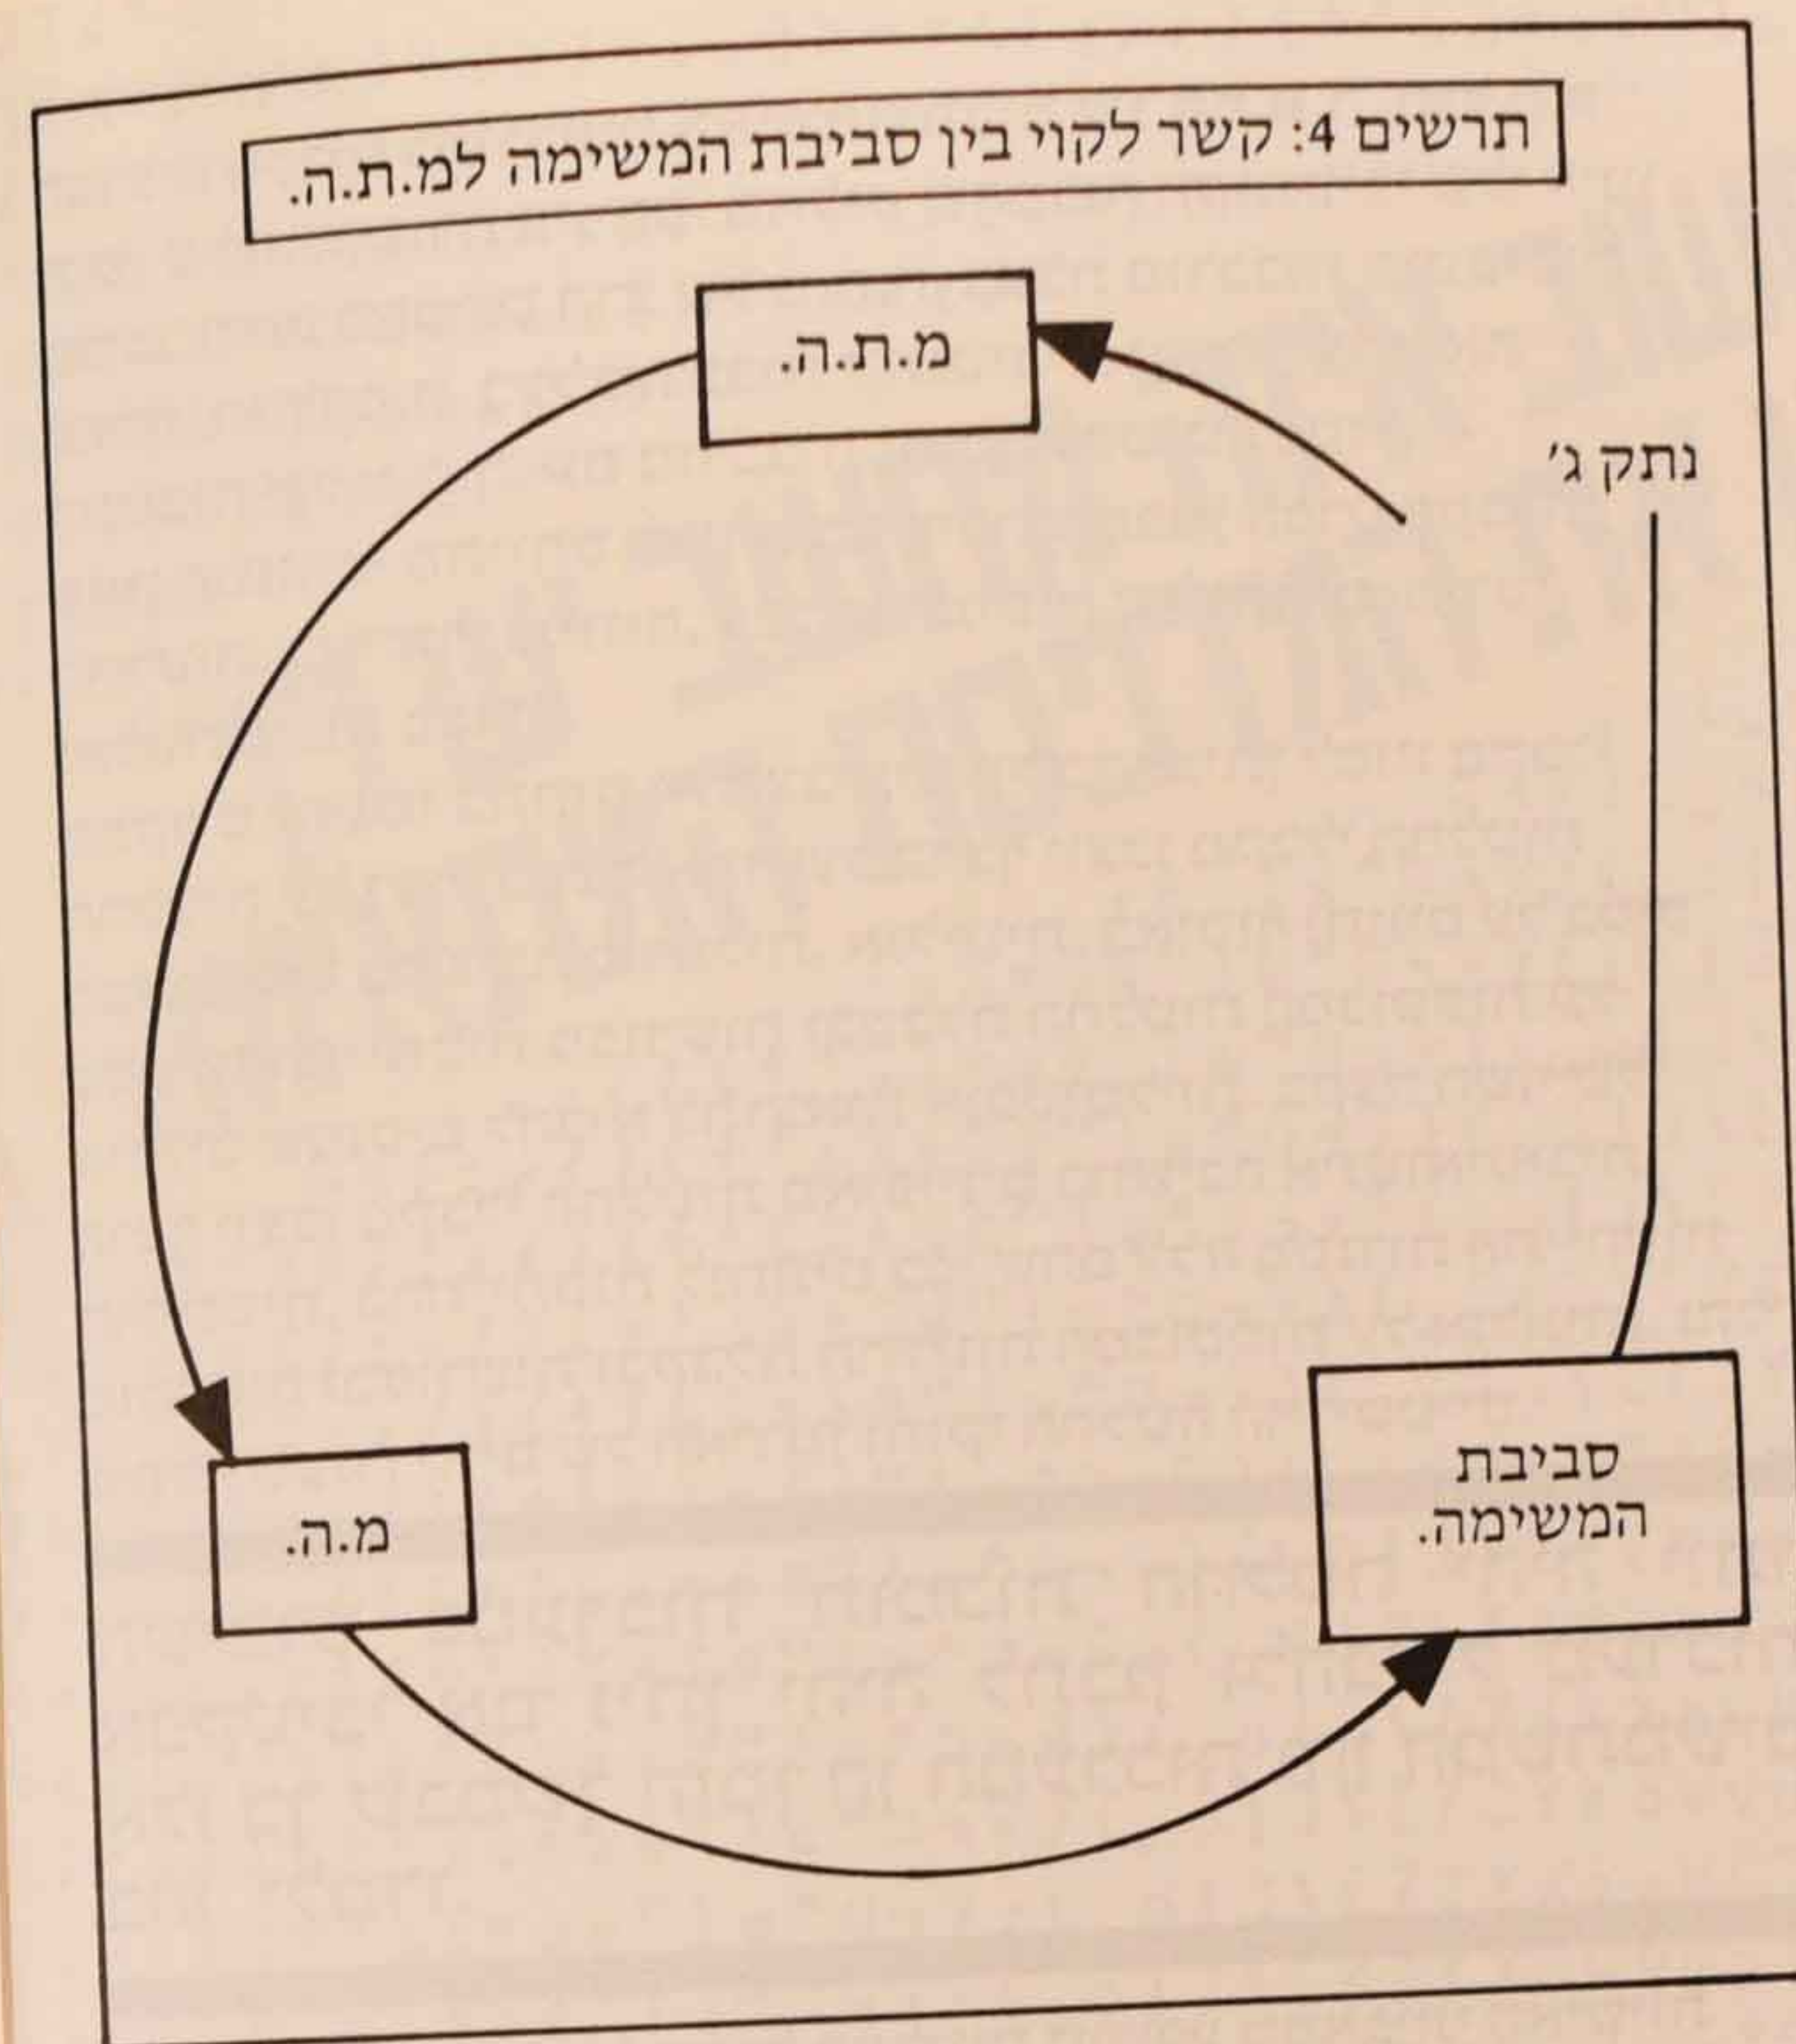 תרשים 4: קשר לקוי בין סביבת המשימה למ.ת.ה.
מ.ת.ה.
נתק ג'
סביבת
המשימה.
מ.ה.